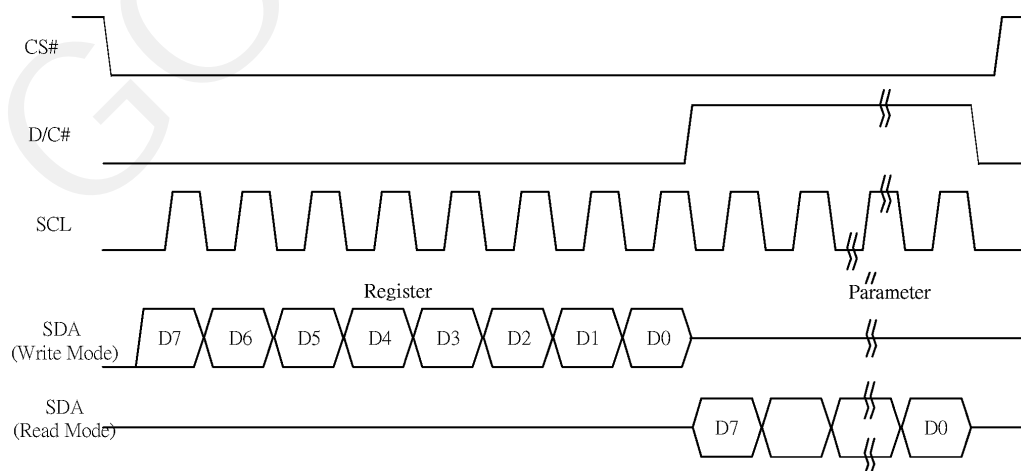 CS#
D/C#
SCL
Register
Parameter
SDA
(Write Mode)
D7 D6 D5 D4 D3 D2 D1 D0
SDA
(Read Mode)
D7 D0